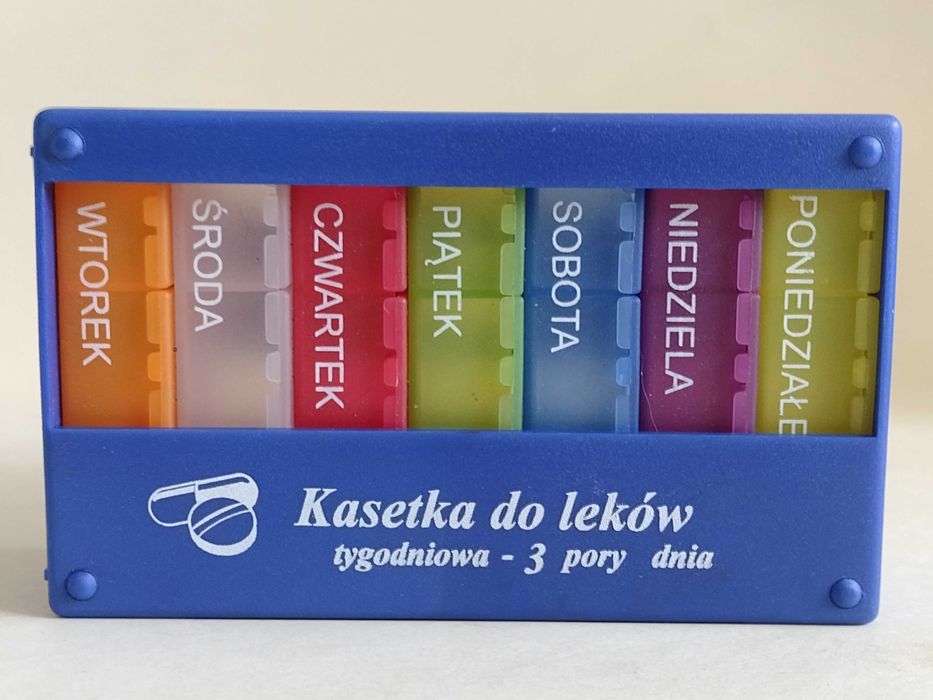 WTOREK
ŚRODA
CZWARTEK
PIĄTEK
SOBOTA
NIEDZIELA
PONIEDZIAŁE
Kasetka do leków
tygodniowa - 3 pory dnia